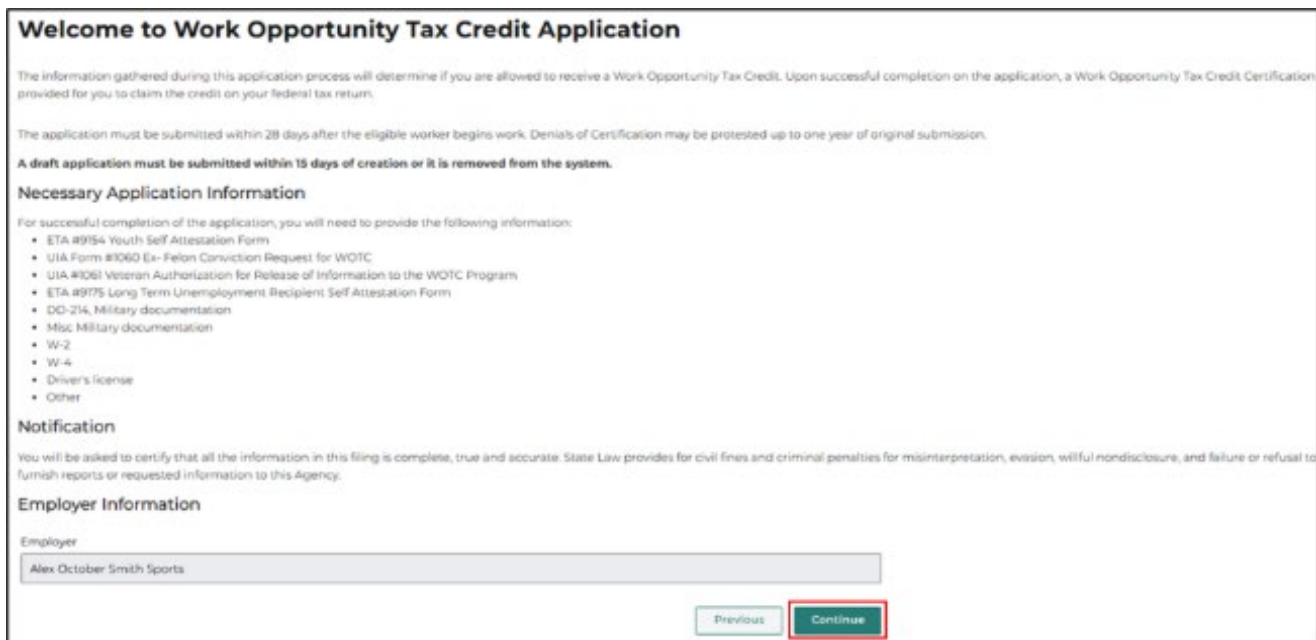 Welcome to Work Opportunity Tax Credit Application
The information gathered during this application process will determine if you are allowed to receive a Work Opportunity Tax Credit. Upon successful completion on the application, a Work Opportunity Tax Credit Certification
provided for you to claim the credit on your federal tax return.
The application must be submitted within 28 days after the eligible worker begins work. Denials of Certification may be protested up to one year of original submission.
A draft application must be submitted within 15 days of creation or it is removed from the system.
Necessary Application Information
For successful completion of the application, you will need to provide the following information:
• ETA #9154 Youth Self Attestation Form
• UIA Form #1060 Ex- Felon Conviction Request for WOTC
• UIA #1061 Veteran Authorization for Release of Information to the WOTC Program
• ETA #9175 Long Term Unemployment Recipient Self Attestation Form
• DD-214, Military documentation
• Misc Military documentation
• W-2
• W-4
• Driver's license
• Other
Notification
You will be asked to certify that all the information in this filing is complete, true and accurate. State Law provides for civil fines and criminal penalties for misinterpretation, evasion, willful nondisclosure, and failure or refusal to
furnish reports or requested information to this Agency.
Employer Information
Employer
Alex October Smith Sports
Previous Continue